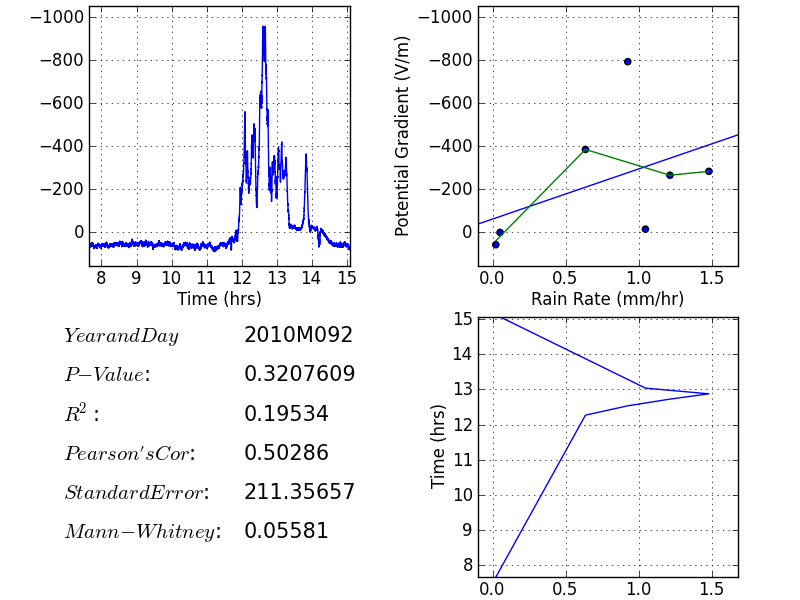 −1000
−800
−600
−400
−200
0
8 9 10 11 12 13 14 15
Time (hrs)
Potential Gradient (V/m)
−1000
−800
−600
−400
−200
0
0.0 0.5 1.0 1.5
Rain Rate (mm/hr)
YearandDay 2010M092
P−Value: 0.3207609
R²: 0.19534
Pearson'sCor: 0.50286
StandardError: 211.35657
Mann−Whitney: 0.05581
Time (hrs)
15
14
13
12
11
10
9
8
0.0 0.5 1.0 1.5